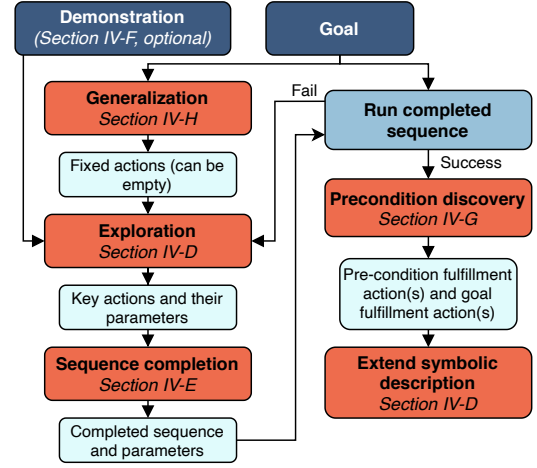 Demonstration
(Section IV-F, optional)
Goal
Generalization
Section IV-H
Fail
Run completed
sequence
Fixed actions (can be
empty)
Success
Exploration
Section IV-D
Precondition discovery
Section IV-G
Key actions and their
parameters
Pre-condition fulfillment
action(s) and goal
fulfillment action(s)
Sequence completion
Section IV-E
Extend symbolic
description
Section IV-D
Completed sequence
and parameters